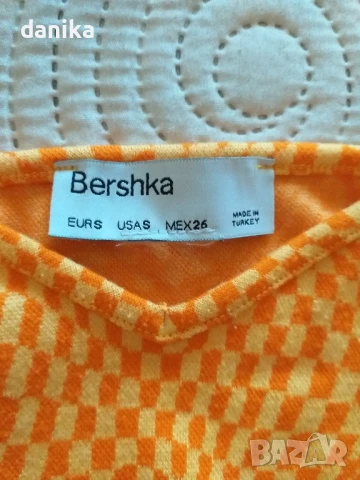 danika
Bershka
EURS USAS MEX26
MADE IN
TURKEY
BAZAR